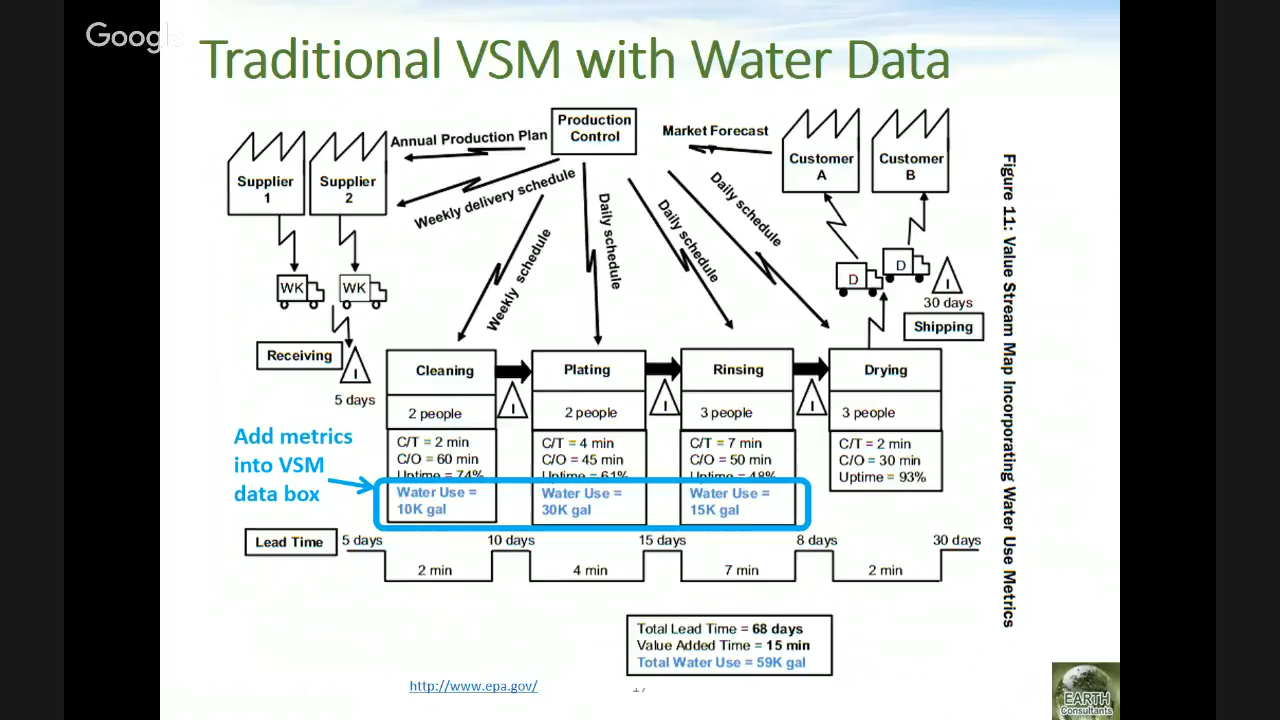 Google
Traditional VSM with Water Data
Production
Control
Annual Production Plan
Market Forecast
Weekly delivery schedule
Weekly schedule
Daily schedule
Daily schedule
Daily schedule
Supplier
1
Supplier
2
Customer
A
Customer
B
WK
WK
D
D
I
30 days
Shipping
Receiving
I
5 days
Cleaning
I
Plating
I
Rinsing
I
Drying
2 people
2 people
3 people
3 people
C/T = 2 min
C/O = 60 min
Uptime = 74%
Water Use =
10K gal
C/T = 4 min
C/O = 45 min
Uptime = 61%
Water Use =
30K gal
C/T = 7 min
C/O = 50 min
Uptime = 48%
Water Use =
15K gal
C/T = 2 min
C/O = 30 min
Uptime = 93%
Add metrics
into VSM
data box
Lead Time
5 days
10 days
15 days
8 days
30 days
2 min
4 min
7 min
2 min
Total Lead Time = 68 days
Value Added Time = 15 min
Total Water Use = 59K gal
Figure 11: Value Stream Map Incorporating Water Use Metrics
http://www.epa.gov/
17
EARTH
Consultants